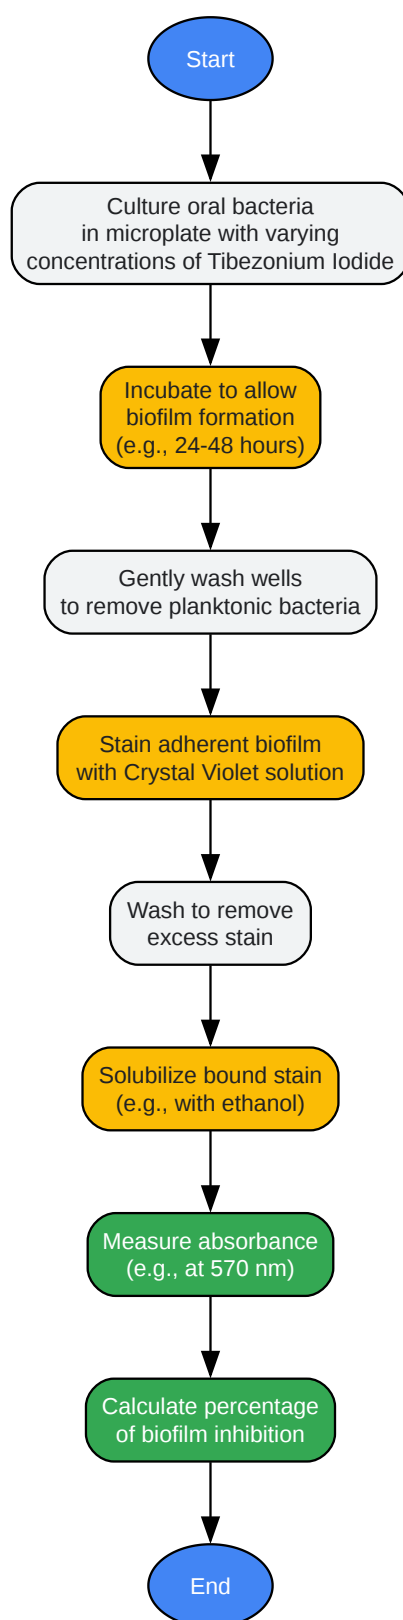 Start
Culture oral bacteria
in microplate with varying
concentrations of Tibezonium Iodide
Incubate to allow
biofilm formation
(e.g., 24-48 hours)
Gently wash wells
to remove planktonic bacteria
Stain adherent biofilm
with Crystal Violet solution
Wash to remove
excess stain
Solubilize bound stain
(e.g., with ethanol)
Measure absorbance
(e.g., at 570 nm)
Calculate percentage
of biofilm inhibition
End